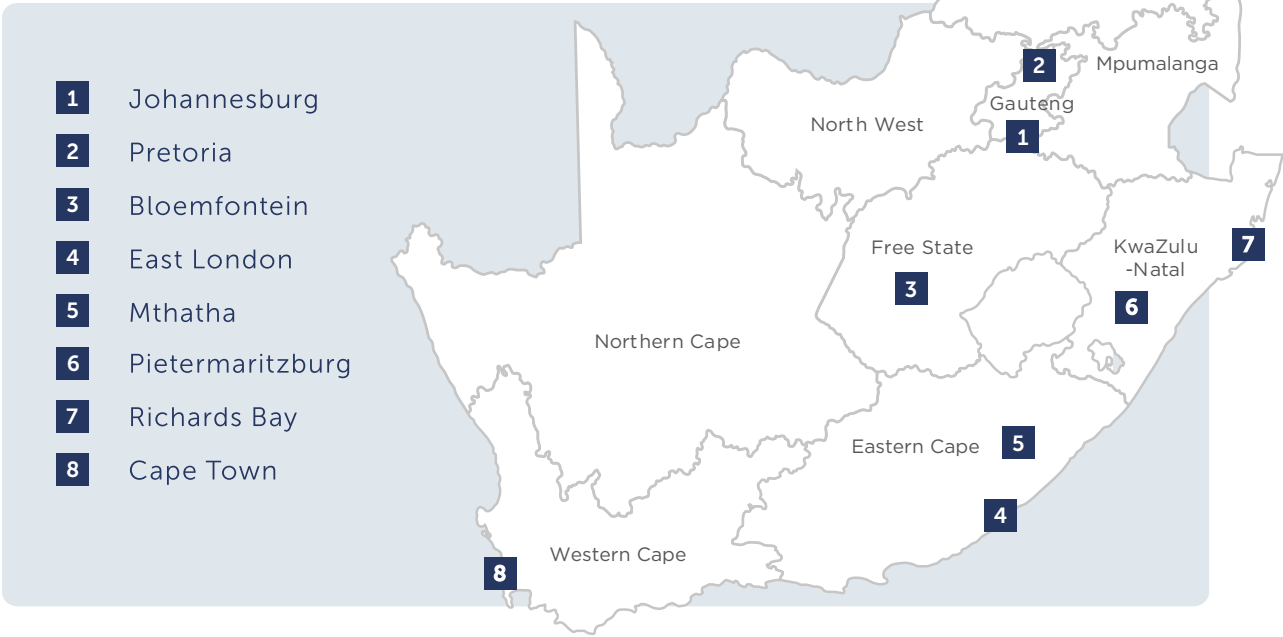 1 Johannesburg
2 Pretoria
3 Bloemfontein
4 East London
5 Mthatha
6 Pietermaritzburg
7 Richards Bay
8 Cape Town
2
Mpumalanga
Gauteng
North West
1
Free State
KwaZulu
-Natal
7
3
6
Northern Cape
Eastern Cape
5
4
Western Cape
8